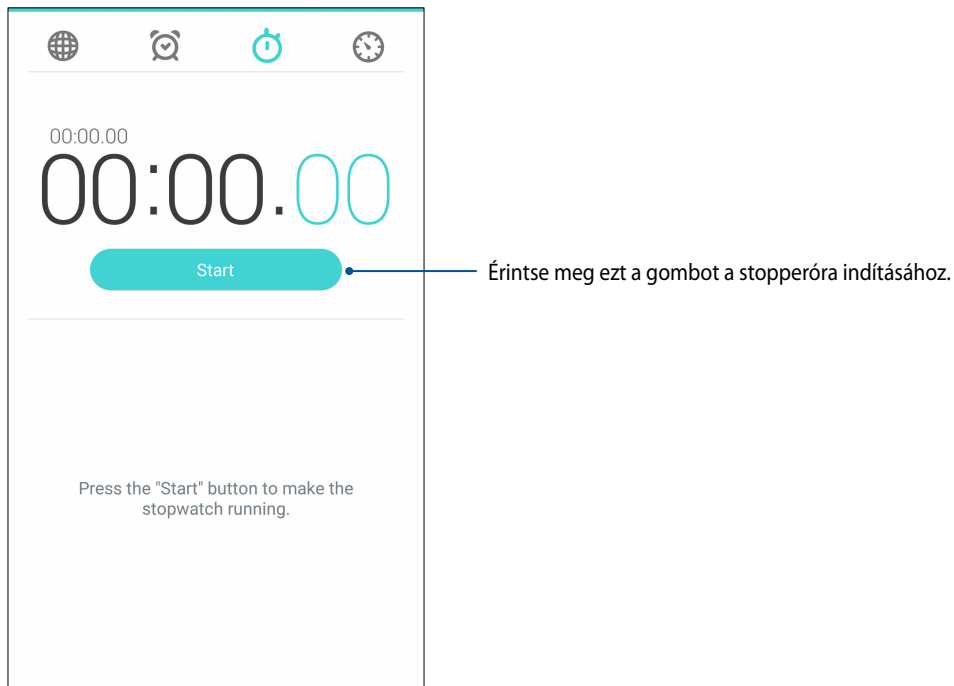 00:00.00
00:00.00
Start
Érintse meg ezt a gombot a stopperóra indításához.
Press the "Start" button to make the
stopwatch running.